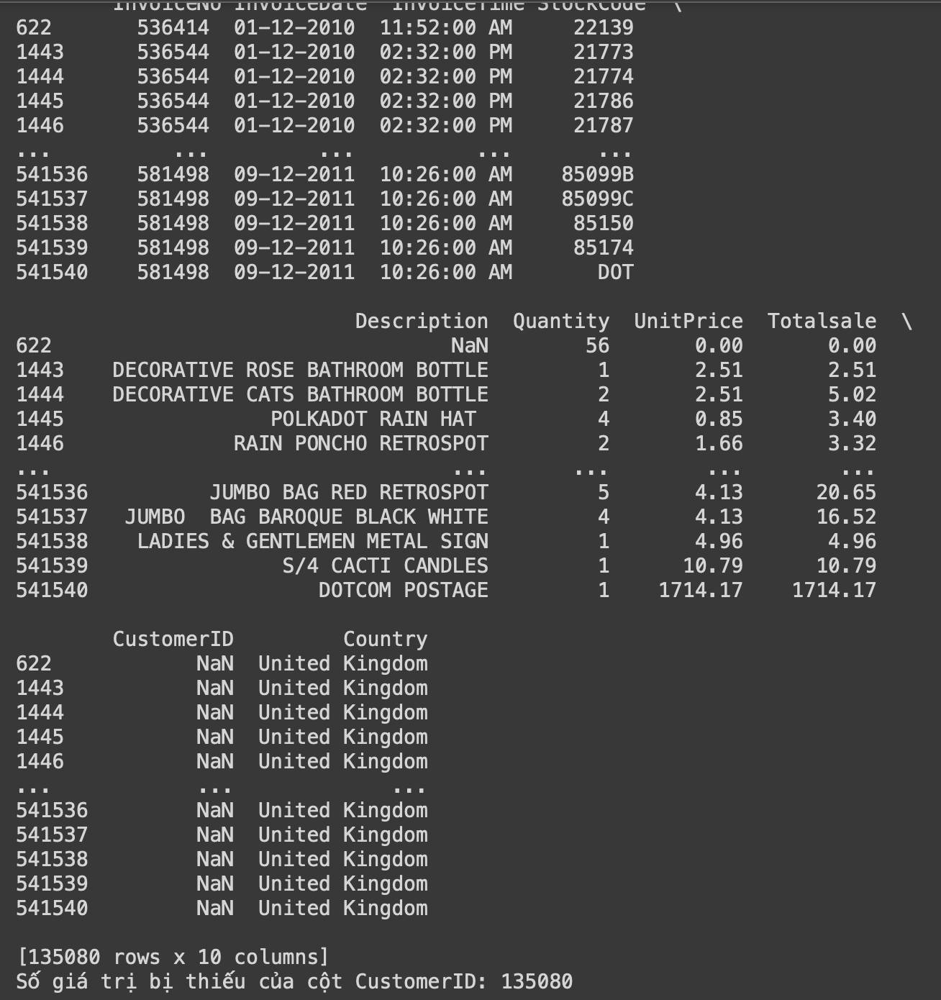 InvoiceNo InvoiceDate InvoiceTime StockCode \
622 536414 01-12-2010 11:52:00 AM 22139
1443 536544 01-12-2010 02:32:00 PM 21773
1444 536544 01-12-2010 02:32:00 PM 21774
1445 536544 01-12-2010 02:32:00 PM 21786
1446 536544 01-12-2010 02:32:00 PM 21787
... ... ... ... ...
541536 581498 09-12-2011 10:26:00 AM 85099B
541537 581498 09-12-2011 10:26:00 AM 85099C
541538 581498 09-12-2011 10:26:00 AM 85150
541539 581498 09-12-2011 10:26:00 AM 85174
541540 581498 09-12-2011 10:26:00 AM DOT
Description Quantity UnitPrice Totalsale \
622 NaN 56 0.00 0.00
1443 DECORATIVE ROSE BATHROOM BOTTLE 1 2.51 2.51
1444 DECORATIVE CATS BATHROOM BOTTLE 2 2.51 5.02
1445 POLKADOT RAIN HAT 4 0.85 3.40
1446 RAIN PONCHO RETROSPOT 2 1.66 3.32
... ... ... ... ...
541536 JUMBO BAG RED RETROSPOT 5 4.13 20.65
541537 JUMBO BAG BAROQUE BLACK WHITE 4 4.13 16.52
541538 LADIES & GENTLEMEN METAL SIGN 1 4.96 4.96
541539 S/4 CACTI CANDLES 1 10.79 10.79
541540 DOTCOM POSTAGE 1 1714.17 1714.17
CustomerID Country
622 NaN United Kingdom
1443 NaN United Kingdom
1444 NaN United Kingdom
1445 NaN United Kingdom
1446 NaN United Kingdom
... ... ...
541536 NaN United Kingdom
541537 NaN United Kingdom
541538 NaN United Kingdom
541539 NaN United Kingdom
541540 NaN United Kingdom
[135080 rows x 10 columns]
Số giá trị bị thiếu của cột CustomerID: 135080